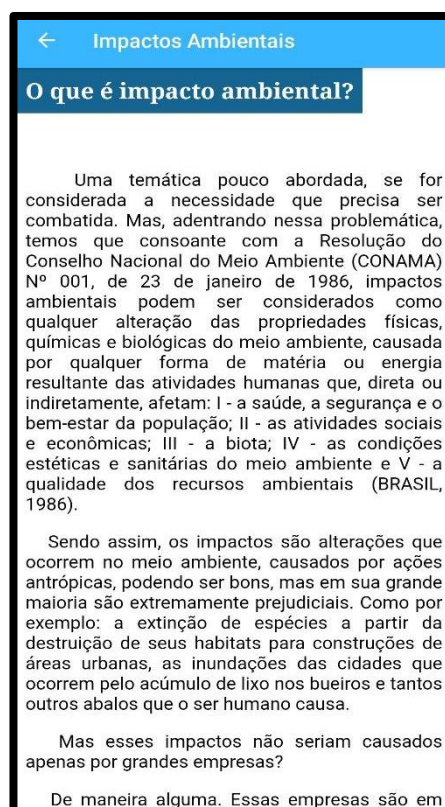 ← Impactos Ambientais
O que é impacto ambiental?
Uma temática pouco abordada, se for
considerada a necessidade que precisa ser
combatida. Mas, adentrando nessa problemática,
temos que consoante com a Resolução do
Conselho Nacional do Meio Ambiente (CONAMA)
Nº 001, de 23 de janeiro de 1986, impactos
ambientais podem ser considerados como
qualquer alteração das propriedades físicas,
químicas e biológicas do meio ambiente, causada
por qualquer forma de matéria ou energia
resultante das atividades humanas que, direta ou
indiretamente, afetam: I - a saúde, a segurança e o
bem-estar da população; II - as atividades sociais
e econômicas; III - a biota; IV - as condições
estéticas e sanitárias do meio ambiente e V - a
qualidade dos recursos ambientais (BRASIL,
1986).
Sendo assim, os impactos são alterações que
ocorrem no meio ambiente, causados por ações
antrópicas, podendo ser bons, mas em sua grande
maioria são extremamente prejudiciais. Como por
exemplo: a extinção de espécies a partir da
destruição de seus habitats para construções de
áreas urbanas, as inundações das cidades que
ocorrem pelo acúmulo de lixo nos bueiros e tantos
outros abalos que o ser humano causa.
Mas esses impactos não seriam causados
apenas por grandes empresas?
De maneira alguma. Essas empresas são em